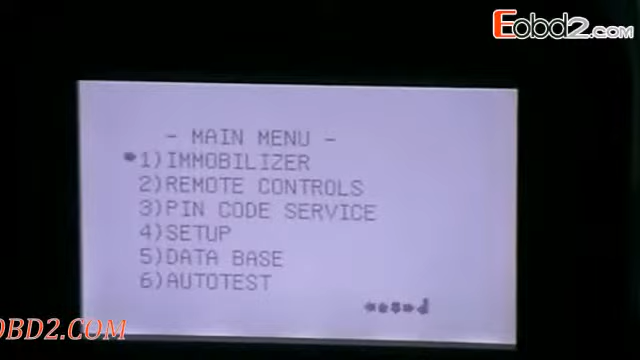 Eobd2.com
- MAIN MENU -
1)IMMOBILIZER
2)REMOTE CONTROLS
3)PIN CODE SERVICE
4)SETUP
5)DATA BASE
6)AUTOTEST
OBD2.COM